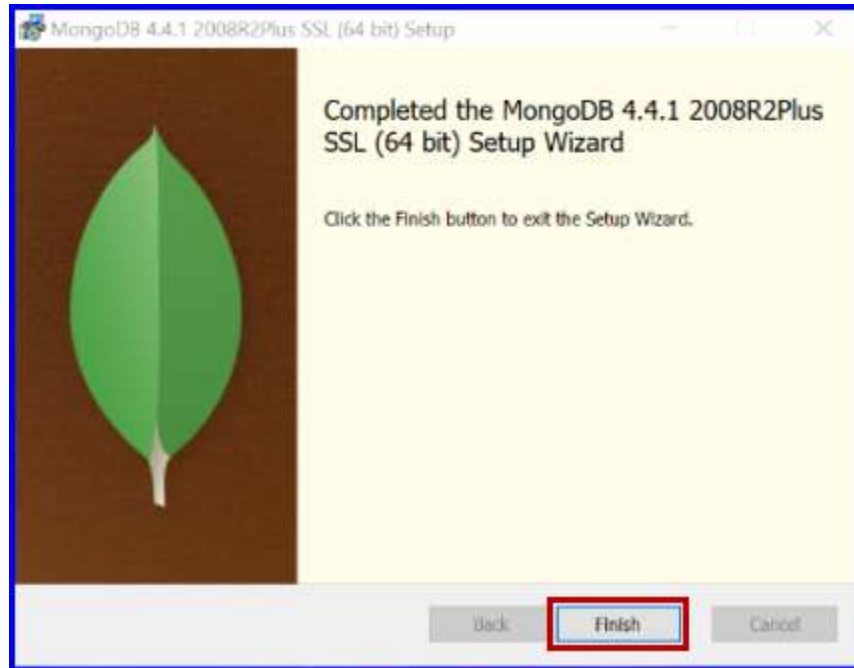 MongoDB 4.4.1 2008R2Plus SSL (64 bit) Setup
Completed the MongoDB 4.4.1 2008R2Plus
SSL (64 bit) Setup Wizard
Click the Finish button to exit the Setup Wizard.
Back Finish Cancel